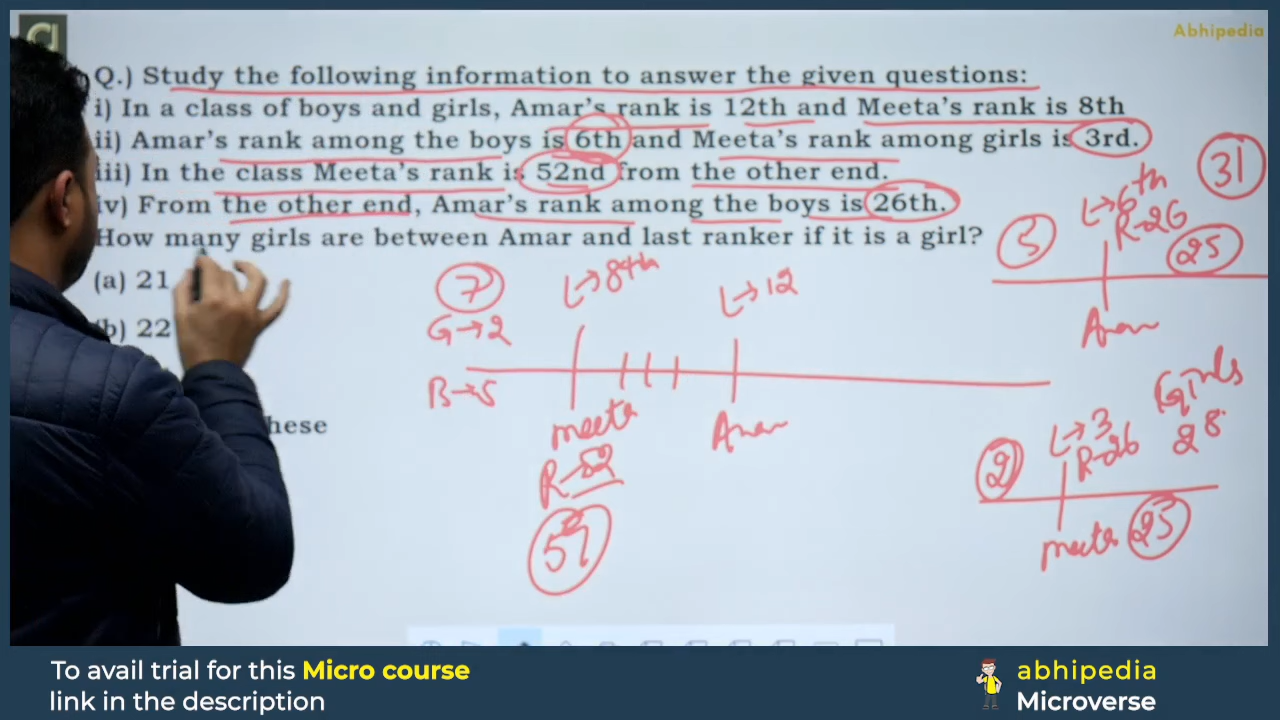 Abhipedia
Q.) Study the following information to answer the given questions:
i) In a class of boys and girls, Amar's rank is 12th and Meeta's rank is 8th
ii) Amar's rank among the boys is 6th and Meeta's rank among girls is 3rd.
iii) In the class Meeta's rank is 52nd from the other end.
iv) From the other end, Amar's rank among the boys is 26th.
How many girls are between Amar and last ranker if it is a girl?
(a) 21
(b) 22
hese
7
G→2
B→5
L→8th
L→12
meeta
Amar
R-52
59
31
5
L→6th
R-26
25
Amar
Girls
28
2
L→3
R-26
meeta
25
To avail trial for this Micro course
link in the description
abhipedia
Microverse